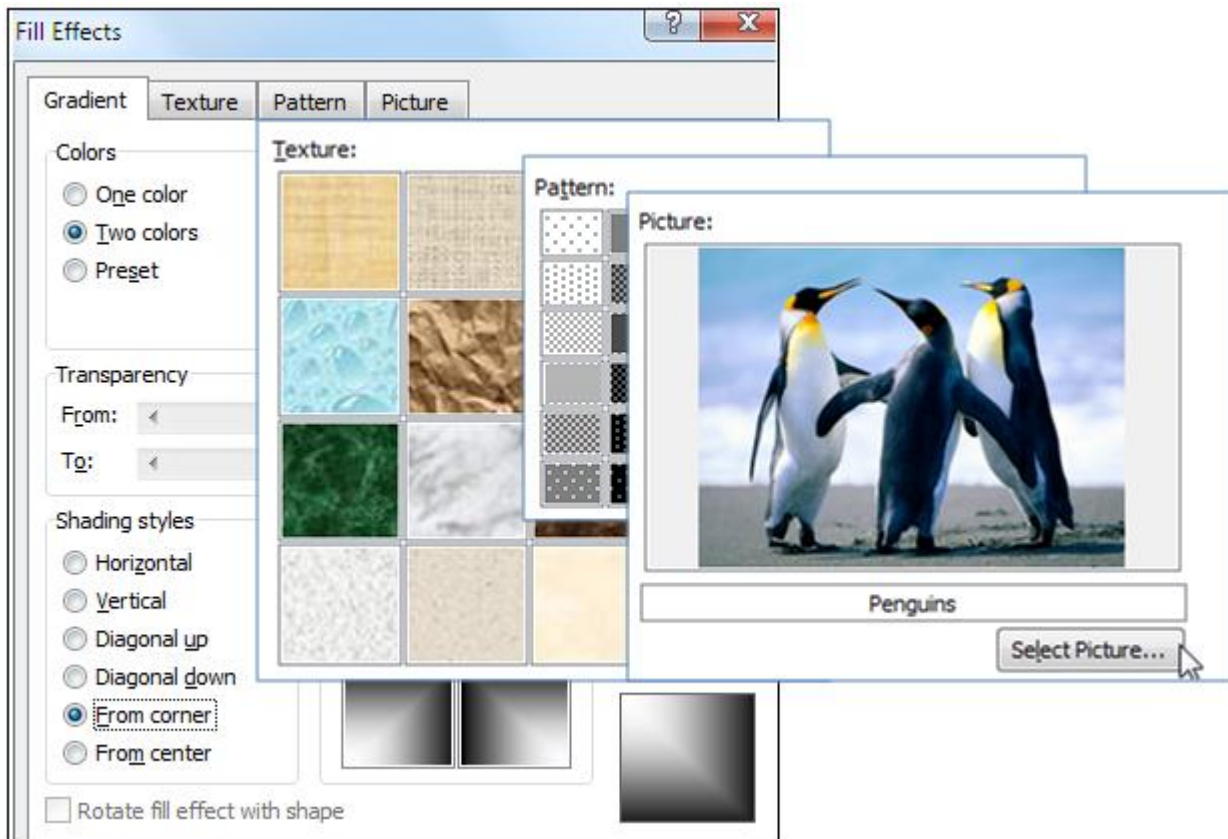 Fill Effects
Gradient Texture Pattern Picture
Colors
One color
Two colors
Preset
Transparency
From:
To:
Shading styles
Horizontal
Vertical
Diagonal up
Diagonal down
From corner
From center
Rotate fill effect with shape
Texture:
Pattern:
Picture:
Penguins
Select Picture...